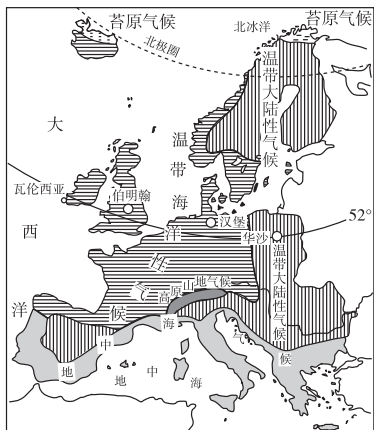 苔原气候
北冰洋
苔原气候
北极圈
温带大陆性气候
大西洋
温带海洋性气候
瓦伦西亚
伯明翰
汉堡
52°
华沙
温带大陆性气候
高原山地气候
地中海气候
地中海